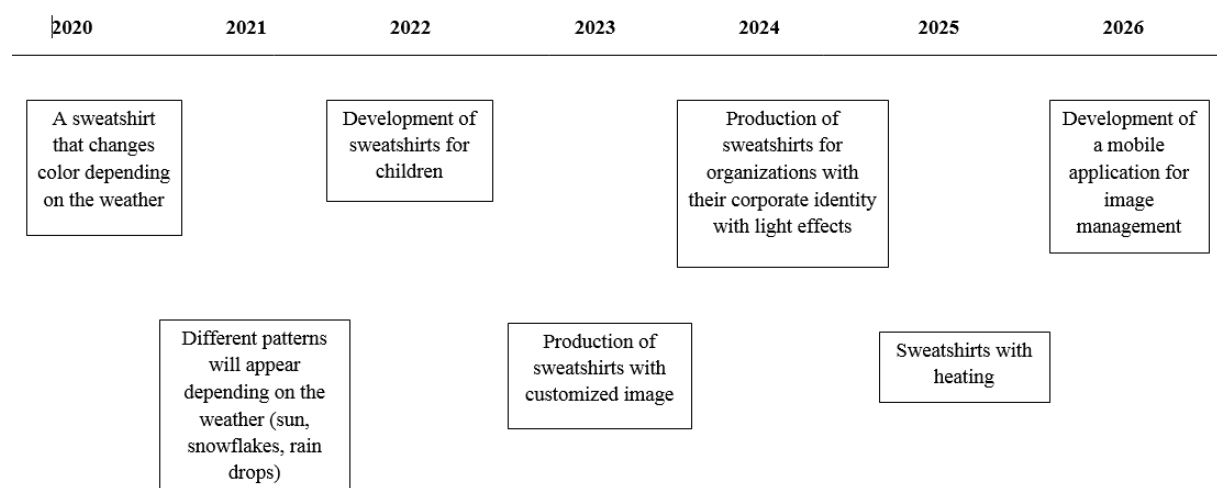 2020 2021 2022 2023 2024 2025 2026
A sweatshirt
that changes
color depending
on the weather
Development of
sweatshirts for
children
Production of
sweatshirts for
organizations with
their corporate identity
with light effects
Development of
a mobile
application for
image
management
Different patterns
will appear
depending on the
weather (sun,
snowflakes, rain
drops)
Production of
sweatshirts with
customized image
Sweatshirts with
heating